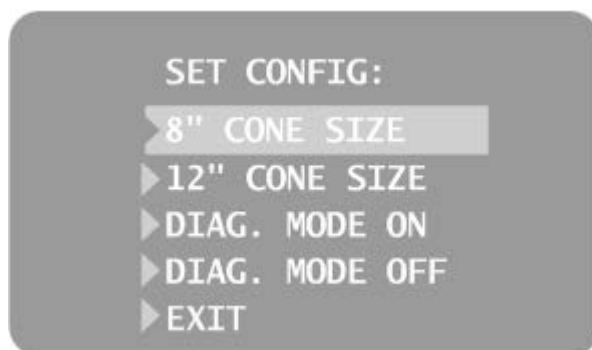 SET CONFIG:
8" CONE SIZE
12" CONE SIZE
DIAG. MODE ON
DIAG. MODE OFF
EXIT